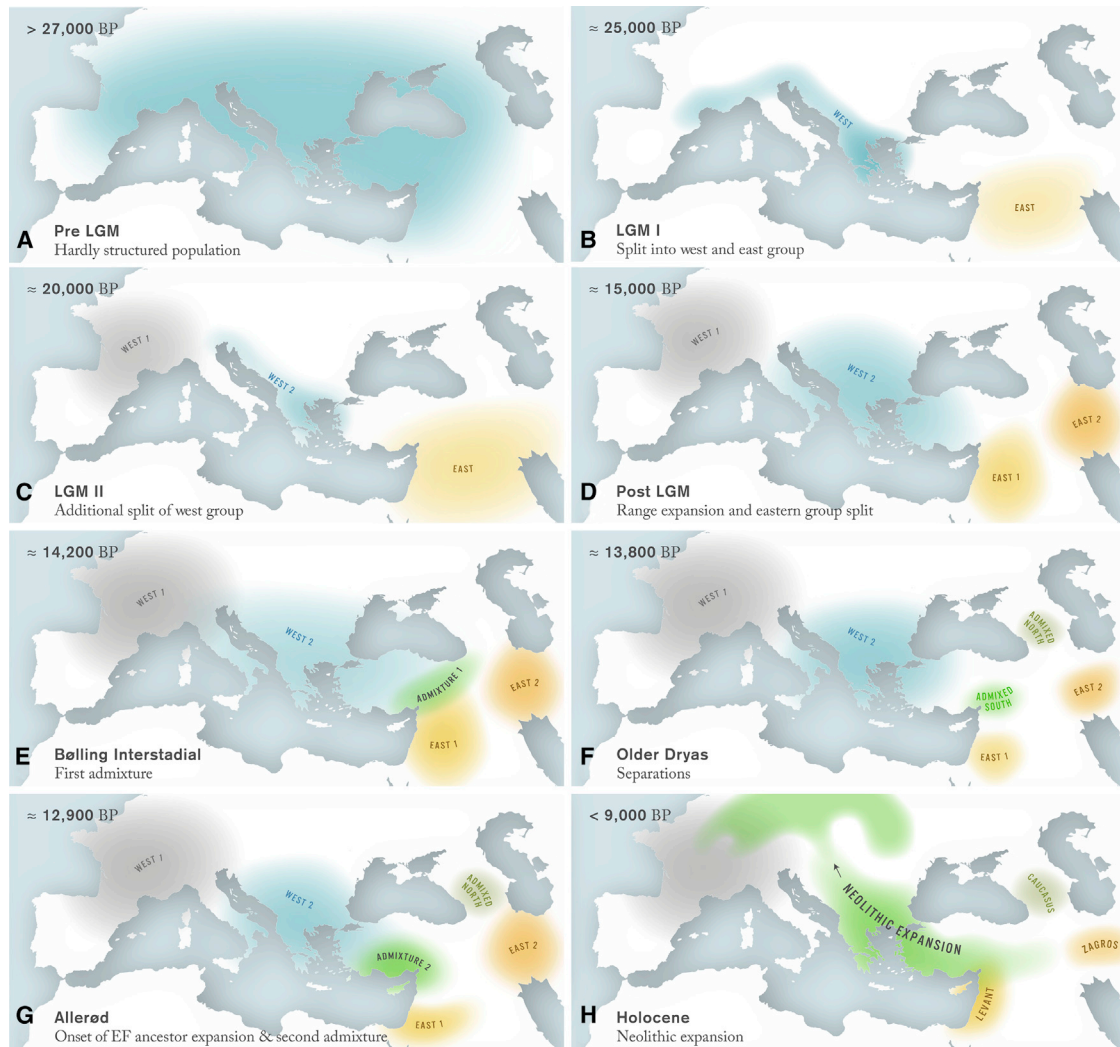 > 27,000 BP
A
Pre LGM
Hardly structured population
≈ 25,000 BP
WEST
EAST
B
LGM I
Split into west and east group
≈ 20,000 BP
WEST 1
WEST 2
EAST
C
LGM II
Additional split of west group
≈ 15,000 BP
WEST 1
WEST 2
EAST 2
EAST 1
D
Post LGM
Range expansion and eastern group split
≈ 14,200 BP
WEST 1
WEST 2
ADMIXTURE 1
EAST 2
EAST 1
E
Bølling Interstadial
First admixture
≈ 13,800 BP
WEST 1
WEST 2
ADMIXED
NORTH
ADMIXED
SOUTH
EAST 2
EAST 1
F
Older Dryas
Separations
≈ 12,900 BP
WEST 1
WEST 2
ADMIXED
NORTH
ADMIXTURE 2
EAST 2
EAST 1
G
Allerød
Onset of EF ancestor expansion & second admixture
< 9,000 BP
NEOLITHIC EXPANSION
CAUCASUS
ZAGROS
LEVANT
H
Holocene
Neolithic expansion